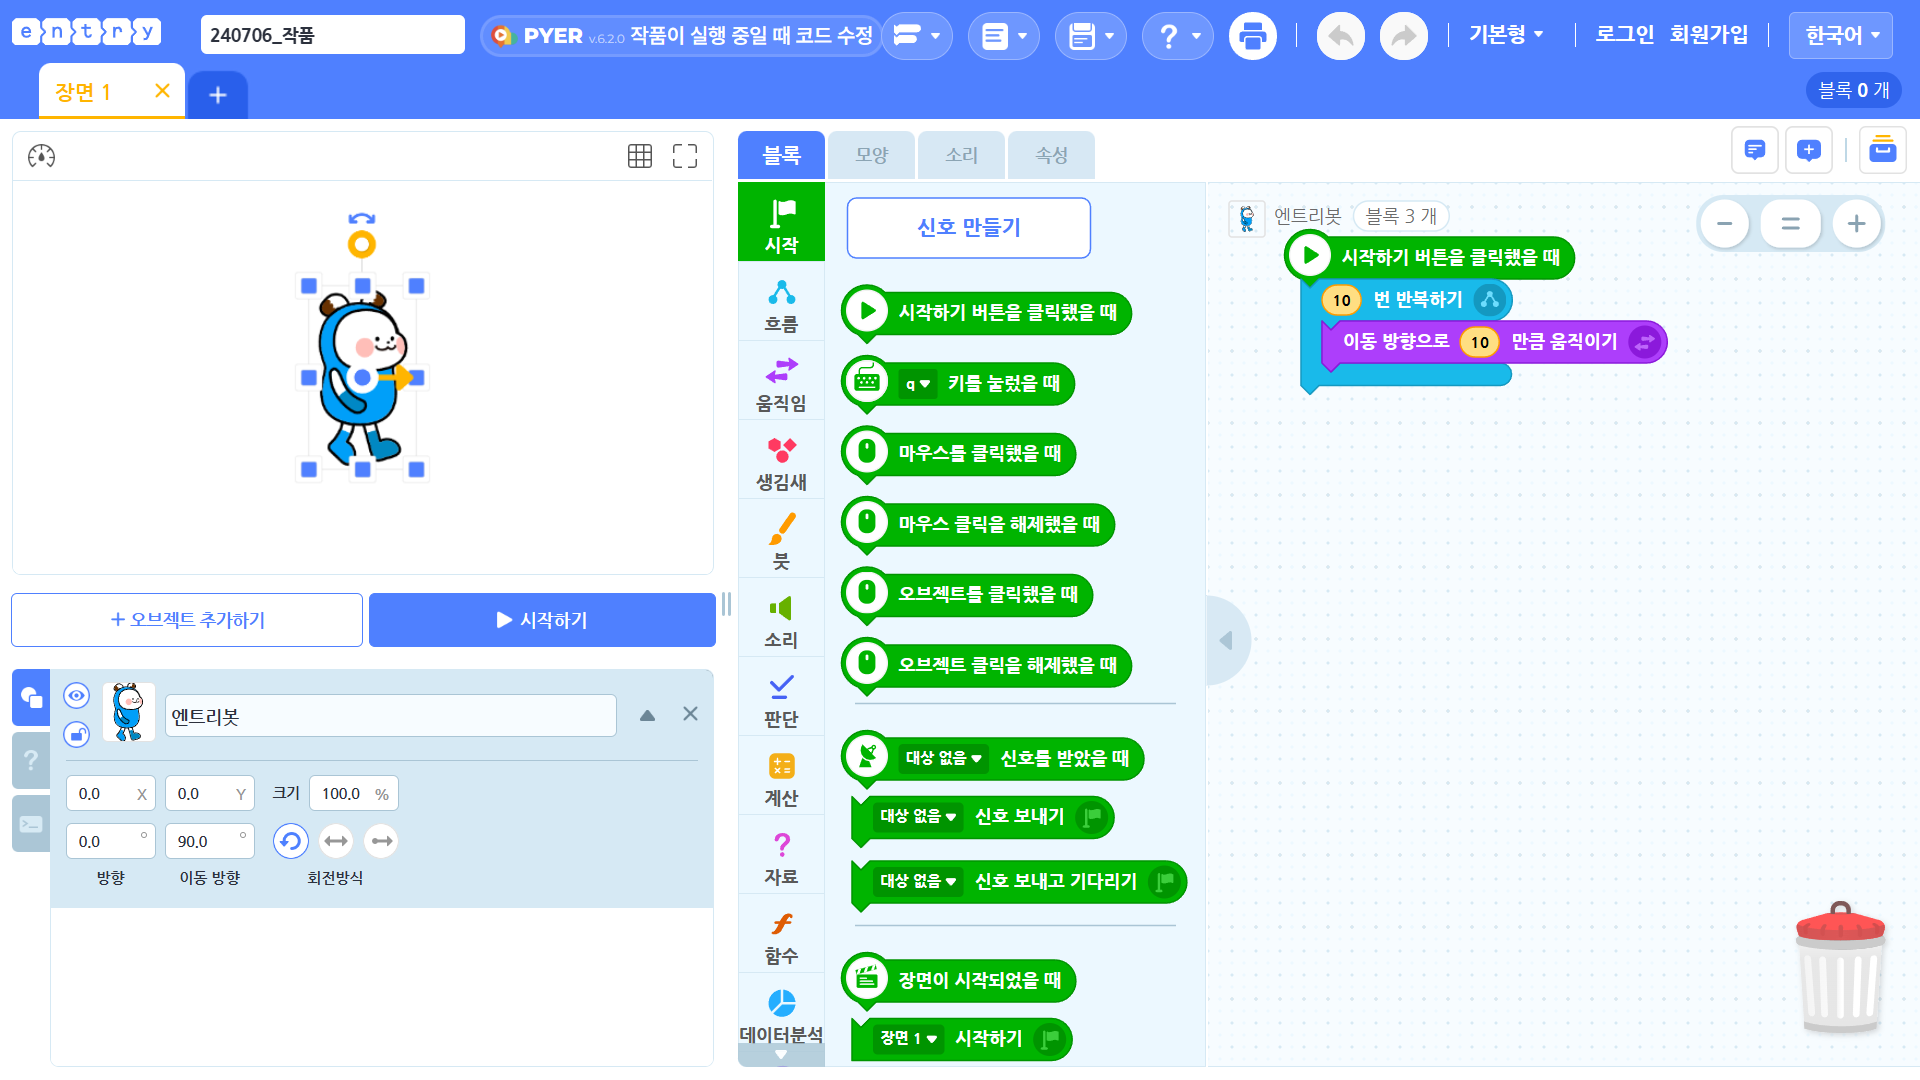 entry
240706_작품
PYER v.6.2.0 작품이 실행 중일 때 코드 수정
기본형
로그인
회원가입
한국어
장면 1
블록 0 개
블록
모양
소리
속성
시작
흐름
움직임
생김새
붓
소리
판단
계산
자료
함수
데이터분석
신호 만들기
시작하기 버튼을 클릭했을 때
q 키를 눌렀을 때
마우스를 클릭했을 때
마우스 클릭을 해제했을 때
오브젝트를 클릭했을 때
오브젝트 클릭을 해제했을 때
대상 없음 신호를 받았을 때
대상 없음 신호 보내기
대상 없음 신호 보내고 기다리기
장면이 시작되었을 때
장면 1 시작하기
엔트리봇
블록 3 개
시작하기 버튼을 클릭했을 때
10 번 반복하기
이동 방향으로 10 만큼 움직이기
+ 오브젝트 추가하기
시작하기
엔트리봇
0.0 X
0.0 Y
크기 100.0 %
0.0 °
90.0 °
방향
이동 방향
회전방식